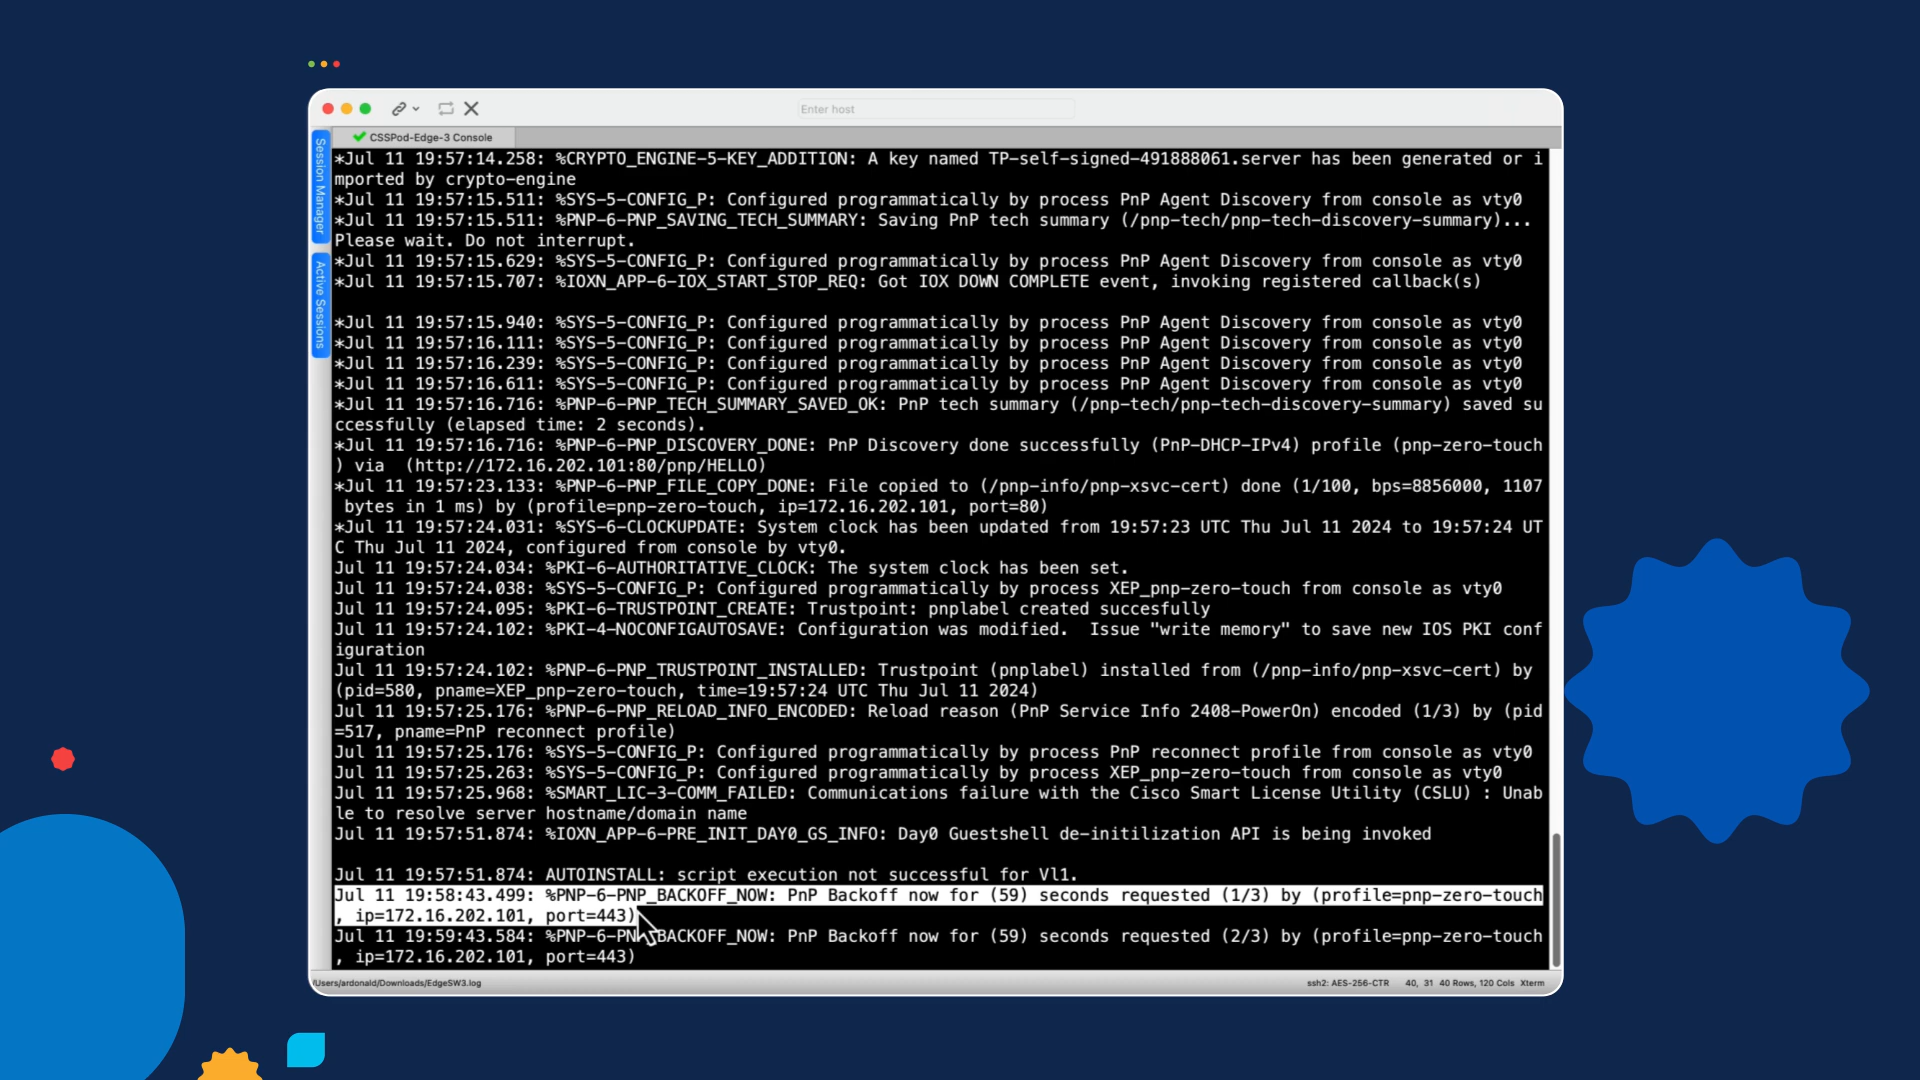 Enter host
CSSPod-Edge-3 Console
Session Manager
Active Sessions
*Jul 11 19:57:14.258: %CRYPTO_ENGINE-5-KEY_ADDITION: A key named TP-self-signed-491888061.server has been generated or i
mported by crypto-engine
*Jul 11 19:57:15.511: %SYS-5-CONFIG_P: Configured programmatically by process PnP Agent Discovery from console as vty0
*Jul 11 19:57:15.511: %PNP-6-PNP_SAVING_TECH_SUMMARY: Saving PnP tech summary (/pnp-tech/pnp-tech-discovery-summary)...
Please wait. Do not interrupt.
*Jul 11 19:57:15.629: %SYS-5-CONFIG_P: Configured programmatically by process PnP Agent Discovery from console as vty0
*Jul 11 19:57:15.707: %IOXN_APP-6-IOX_START_STOP_REQ: Got IOX DOWN COMPLETE event, invoking registered callback(s)
*Jul 11 19:57:15.940: %SYS-5-CONFIG_P: Configured programmatically by process PnP Agent Discovery from console as vty0
*Jul 11 19:57:16.111: %SYS-5-CONFIG_P: Configured programmatically by process PnP Agent Discovery from console as vty0
*Jul 11 19:57:16.239: %SYS-5-CONFIG_P: Configured programmatically by process PnP Agent Discovery from console as vty0
*Jul 11 19:57:16.611: %SYS-5-CONFIG_P: Configured programmatically by process PnP Agent Discovery from console as vty0
*Jul 11 19:57:16.716: %PNP-6-PNP_TECH_SUMMARY_SAVED_OK: PnP tech summary (/pnp-tech/pnp-tech-discovery-summary) saved su
ccessfully (elapsed time: 2 seconds).
*Jul 11 19:57:16.716: %PNP-6-PNP_DISCOVERY_DONE: PnP Discovery done successfully (PnP-DHCP-IPv4) profile (pnp-zero-touch
) via  (http://172.16.202.101:80/pnp/HELLO)
*Jul 11 19:57:23.133: %PNP-6-PNP_FILE_COPY_DONE: File copied to (/pnp-info/pnp-xsvc-cert) done (1/100, bps=8856000, 1107
bytes in 1 ms) by (profile=pnp-zero-touch, ip=172.16.202.101, port=80)
*Jul 11 19:57:24.031: %SYS-6-CLOCKUPDATE: System clock has been updated from 19:57:23 UTC Thu Jul 11 2024 to 19:57:24 UT
C Thu Jul 11 2024, configured from console by vty0.
Jul 11 19:57:24.034: %PKI-6-AUTHORITATIVE_CLOCK: The system clock has been set.
Jul 11 19:57:24.038: %SYS-5-CONFIG_P: Configured programmatically by process XEP_pnp-zero-touch from console as vty0
Jul 11 19:57:24.095: %PKI-6-TRUSTPOINT_CREATE: Trustpoint: pnplabel created succesfully
Jul 11 19:57:24.102: %PKI-4-NOCONFIGAUTOSAVE: Configuration was modified.  Issue "write memory" to save new IOS PKI conf
iguration
Jul 11 19:57:24.102: %PNP-6-PNP_TRUSTPOINT_INSTALLED: Trustpoint (pnplabel) installed from (/pnp-info/pnp-xsvc-cert) by
(pid=580, pname=XEP_pnp-zero-touch, time=19:57:24 UTC Thu Jul 11 2024)
Jul 11 19:57:25.176: %PNP-6-PNP_RELOAD_INFO_ENCODED: Reload reason (PnP Service Info 2408-PowerOn) encoded (1/3) by (pid
=517, pname=PnP reconnect profile)
Jul 11 19:57:25.176: %SYS-5-CONFIG_P: Configured programmatically by process PnP reconnect profile from console as vty0
Jul 11 19:57:25.263: %SYS-5-CONFIG_P: Configured programmatically by process XEP_pnp-zero-touch from console as vty0
Jul 11 19:57:25.968: %SMART_LIC-3-COMM_FAILED: Communications failure with the Cisco Smart License Utility (CSLU) : Unab
le to resolve server hostname/domain name
Jul 11 19:57:51.874: %IOXN_APP-6-PRE_INIT_DAY0_GS_INFO: Day0 Guestshell de-initilization API is being invoked
Jul 11 19:57:51.874: AUTOINSTALL: script execution not successful for Vl1.
Jul 11 19:58:43.499: %PNP-6-PNP_BACKOFF_NOW: PnP Backoff now for (59) seconds requested (1/3) by (profile=pnp-zero-touch
, ip=172.16.202.101, port=443)
Jul 11 19:59:43.584: %PNP-6-PNP_BACKOFF_NOW: PnP Backoff now for (59) seconds requested (2/3) by (profile=pnp-zero-touch
, ip=172.16.202.101, port=443)
/Users/ardonald/Downloads/EdgeSW3.log
ssh2: AES-256-CTR 40, 31 40 Rows, 120 Cols Xterm